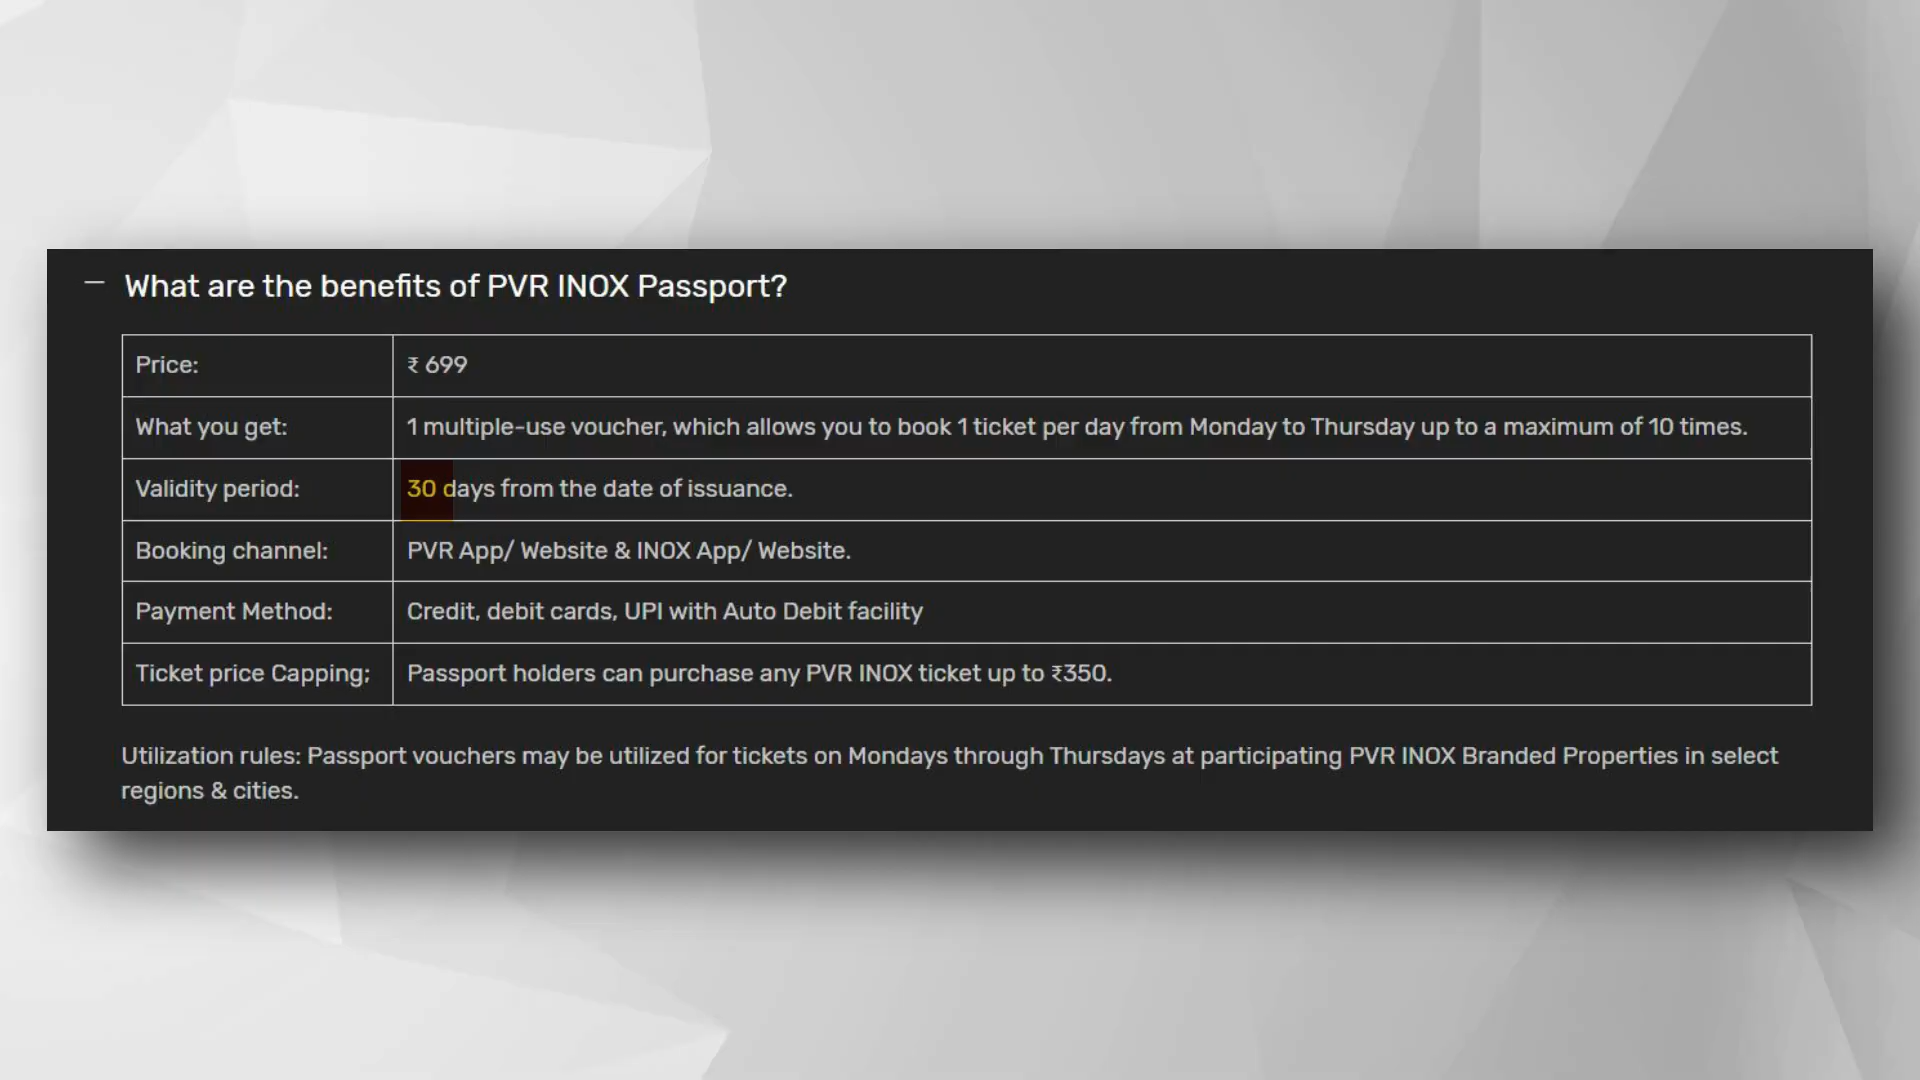 What are the benefits of PVR INOX Passport?
Price: ₹ 699
What you get: 1 multiple-use voucher, which allows you to book 1 ticket per day from Monday to Thursday up to a maximum of 10 times.
Validity period: 30 days from the date of issuance.
Booking channel: PVR App/ Website & INOX App/ Website.
Payment Method: Credit, debit cards, UPI with Auto Debit facility
Ticket price Capping; Passport holders can purchase any PVR INOX ticket up to ₹350.
Utilization rules: Passport vouchers may be utilized for tickets on Mondays through Thursdays at participating PVR INOX Branded Properties in select
regions & cities.